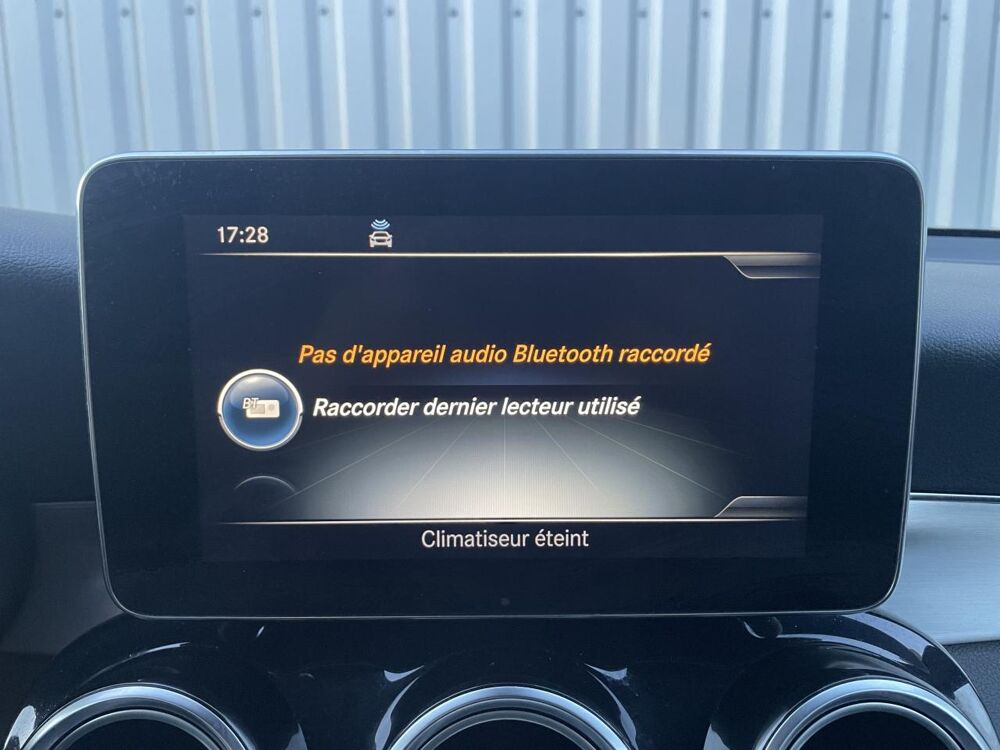 17:28
Pas d'appareil audio Bluetooth raccordé
BT
Raccorder dernier lecteur utilisé
Climatiseur éteint